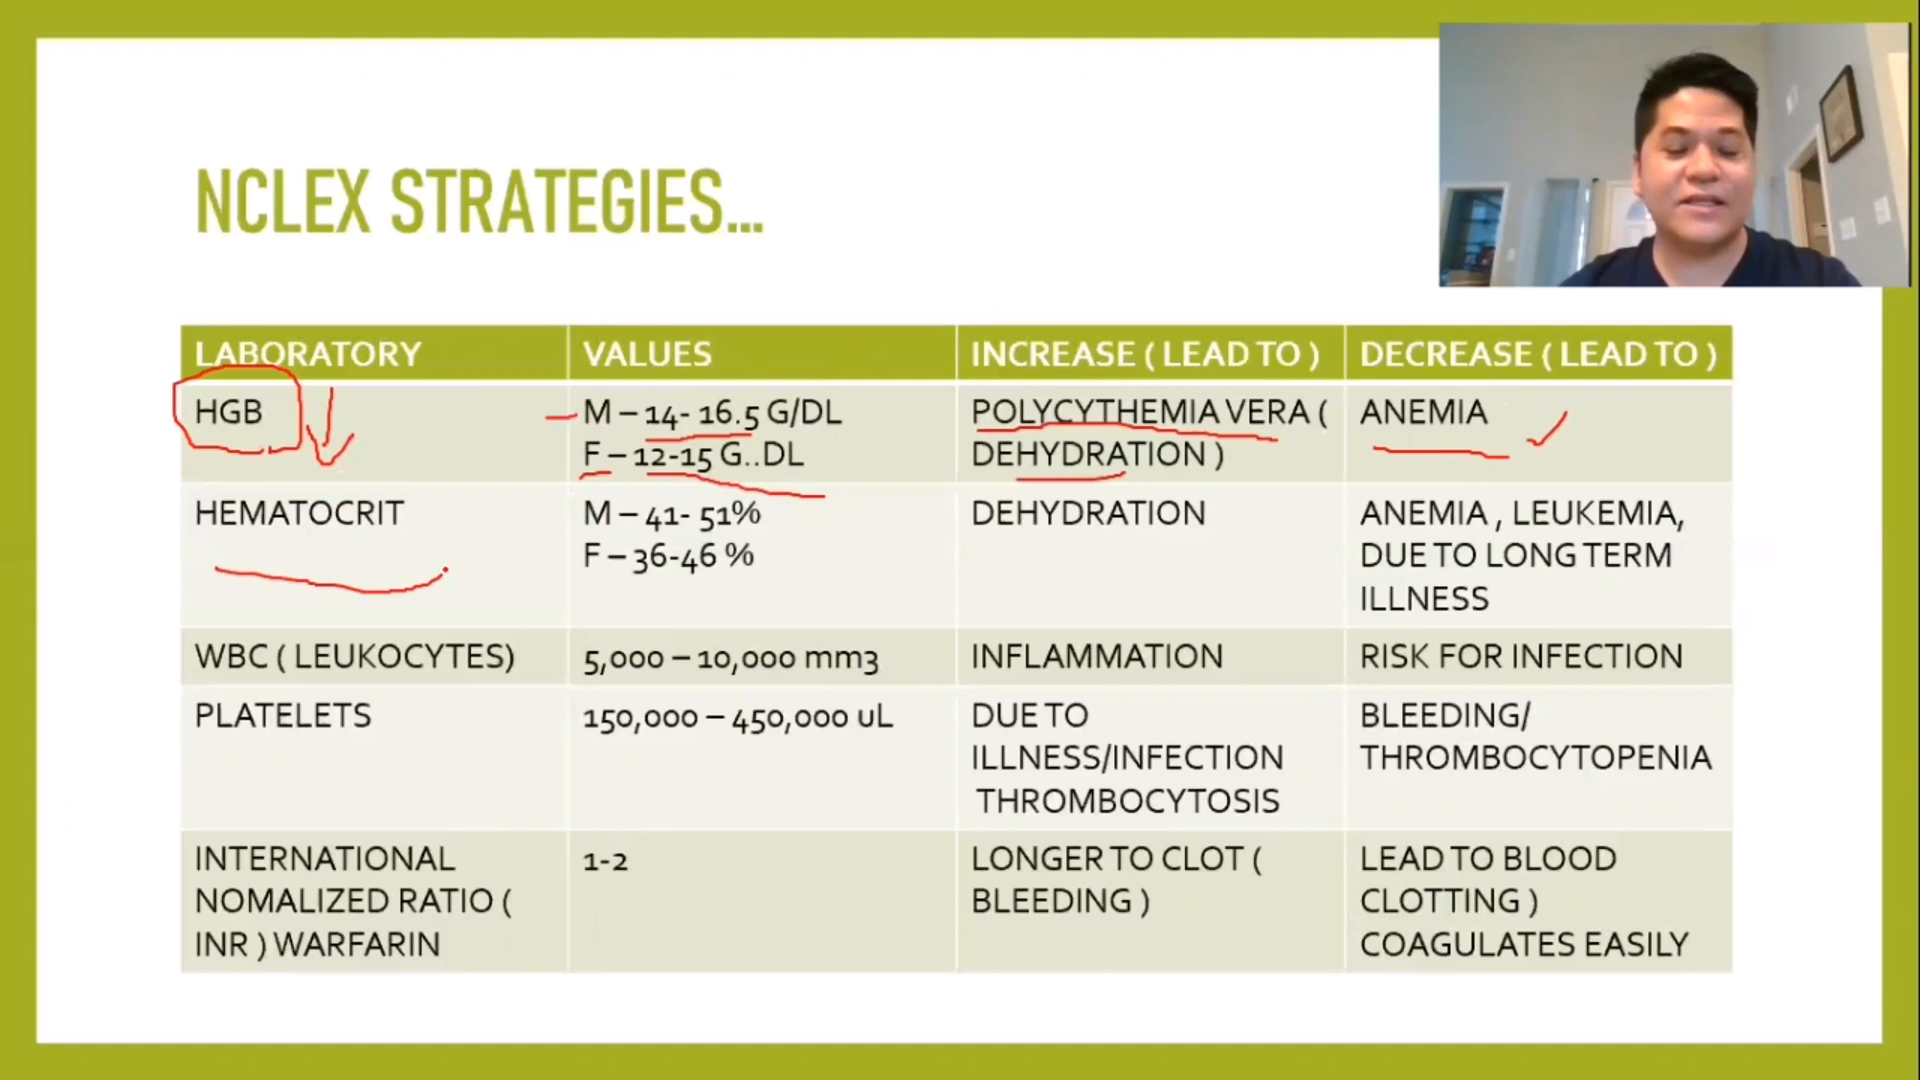 NCLEX STRATEGIES...
LABORATORY VALUES INCREASE ( LEAD TO ) DECREASE ( LEAD TO )
HGB
M – 14- 16.5 G/DL
F – 12-15 G..DL
POLYCYTHEMIA VERA (
DEHYDRATION )
ANEMIA
HEMATOCRIT
M – 41- 51%
F – 36-46 %
DEHYDRATION
ANEMIA , LEUKEMIA,
DUE TO LONG TERM
ILLNESS
WBC ( LEUKOCYTES)
5,000 – 10,000 mm3
INFLAMMATION
RISK FOR INFECTION
PLATELETS
150,000 – 450,000 uL
DUE TO
ILLNESS/INFECTION
THROMBOCYTOSIS
BLEEDING/
THROMBOCYTOPENIA
INTERNATIONAL
NOMALIZED RATIO (
INR ) WARFARIN
1-2
LONGER TO CLOT (
BLEEDING )
LEAD TO BLOOD
CLOTTING )
COAGULATES EASILY